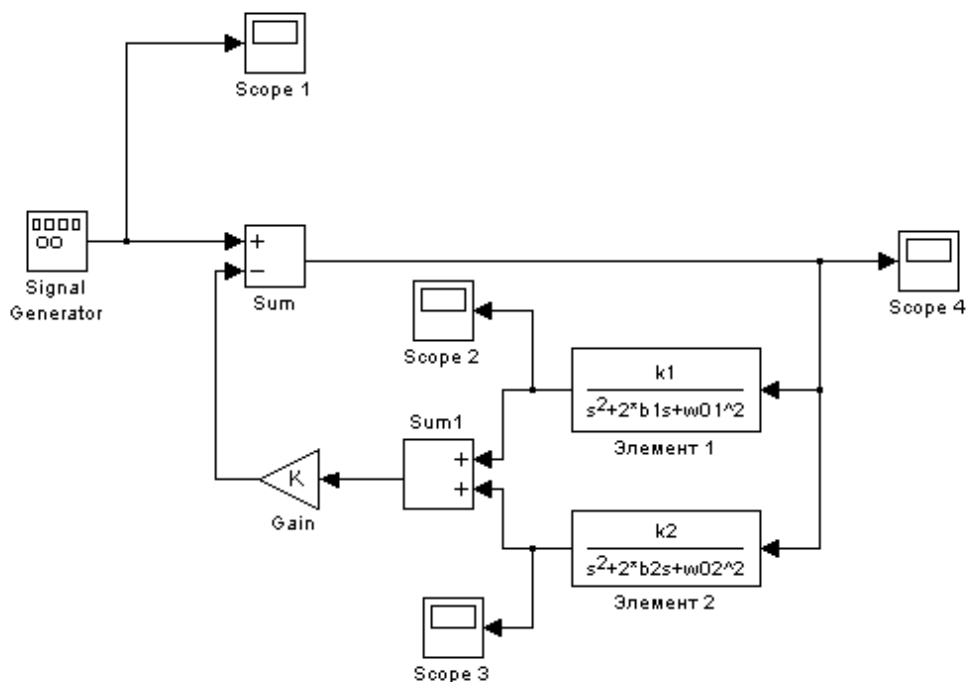 Scope 1
+
−
Signal
Generator
Sum
Scope 4
Scope 2
k1
s²+2*b1s+w01^2
Элемент 1
Sum1
+
+
K
Gain
k2
s²+2*b2s+w02^2
Элемент 2
Scope 3